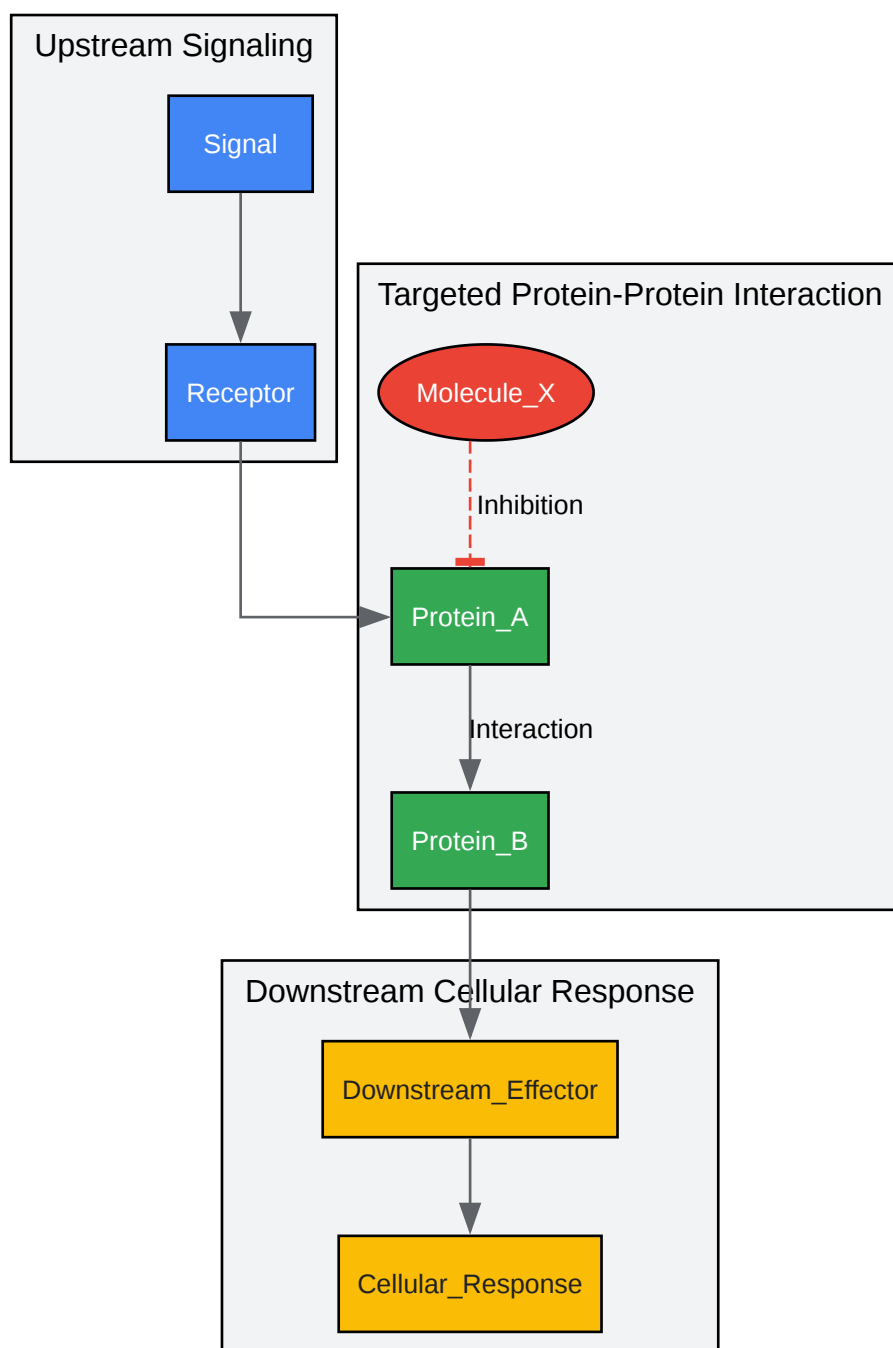 Upstream Signaling
Signal
Receptor
Targeted Protein-Protein Interaction
Molecule_X
Inhibition
Protein_A
Interaction
Protein_B
Downstream Cellular Response
Downstream_Effector
Cellular_Response